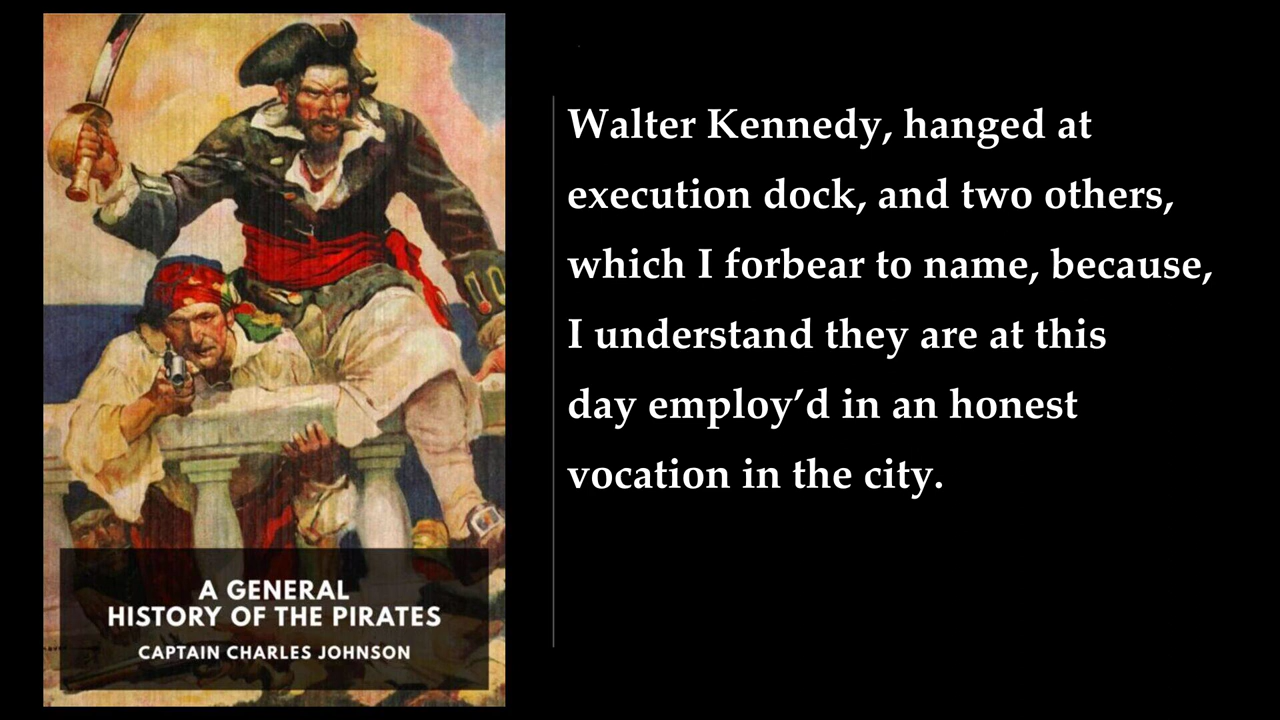 A GENERAL
HISTORY OF THE PIRATES
CAPTAIN CHARLES JOHNSON
Walter Kennedy, hanged at
execution dock, and two others,
which I forbear to name, because,
I understand they are at this
day employ’d in an honest
vocation in the city.